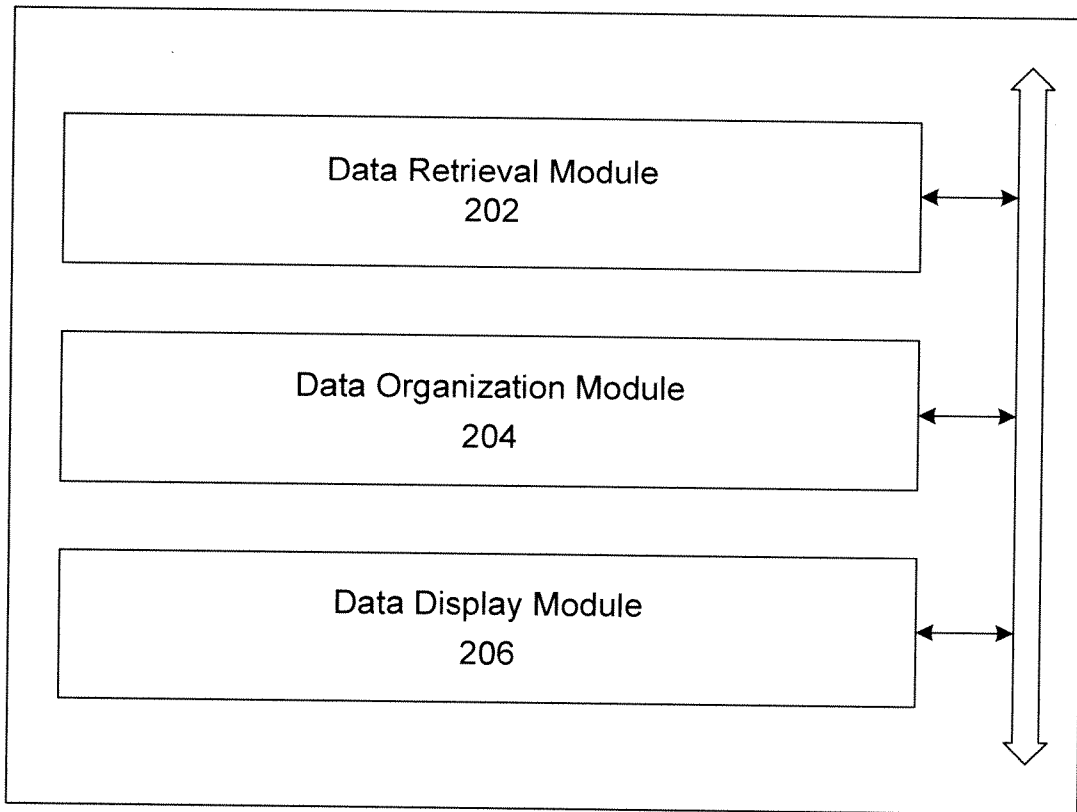 Data Retrieval Module
202
Data Organization Module
204
Data Display Module
206